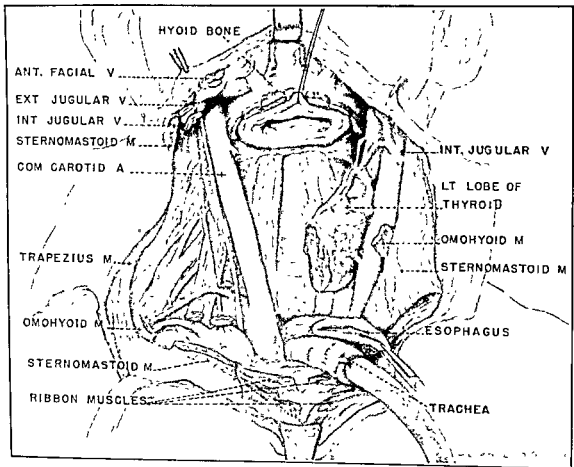 HYOID BONE
ANT. FACIAL V
EXT JUGULAR V
INT JUGULAR V
STERNOMASTOID M
COM CAROTID A
TRAPEZIUS M
OMOHYOID M
STERNOMASTOID M
RIBBON MUSCLES
INT. JUGULAR V
LT LOBE OF
THYROID
OMOHYOID M
STERNOMASTOID M
ESOPHAGUS
TRACHEA